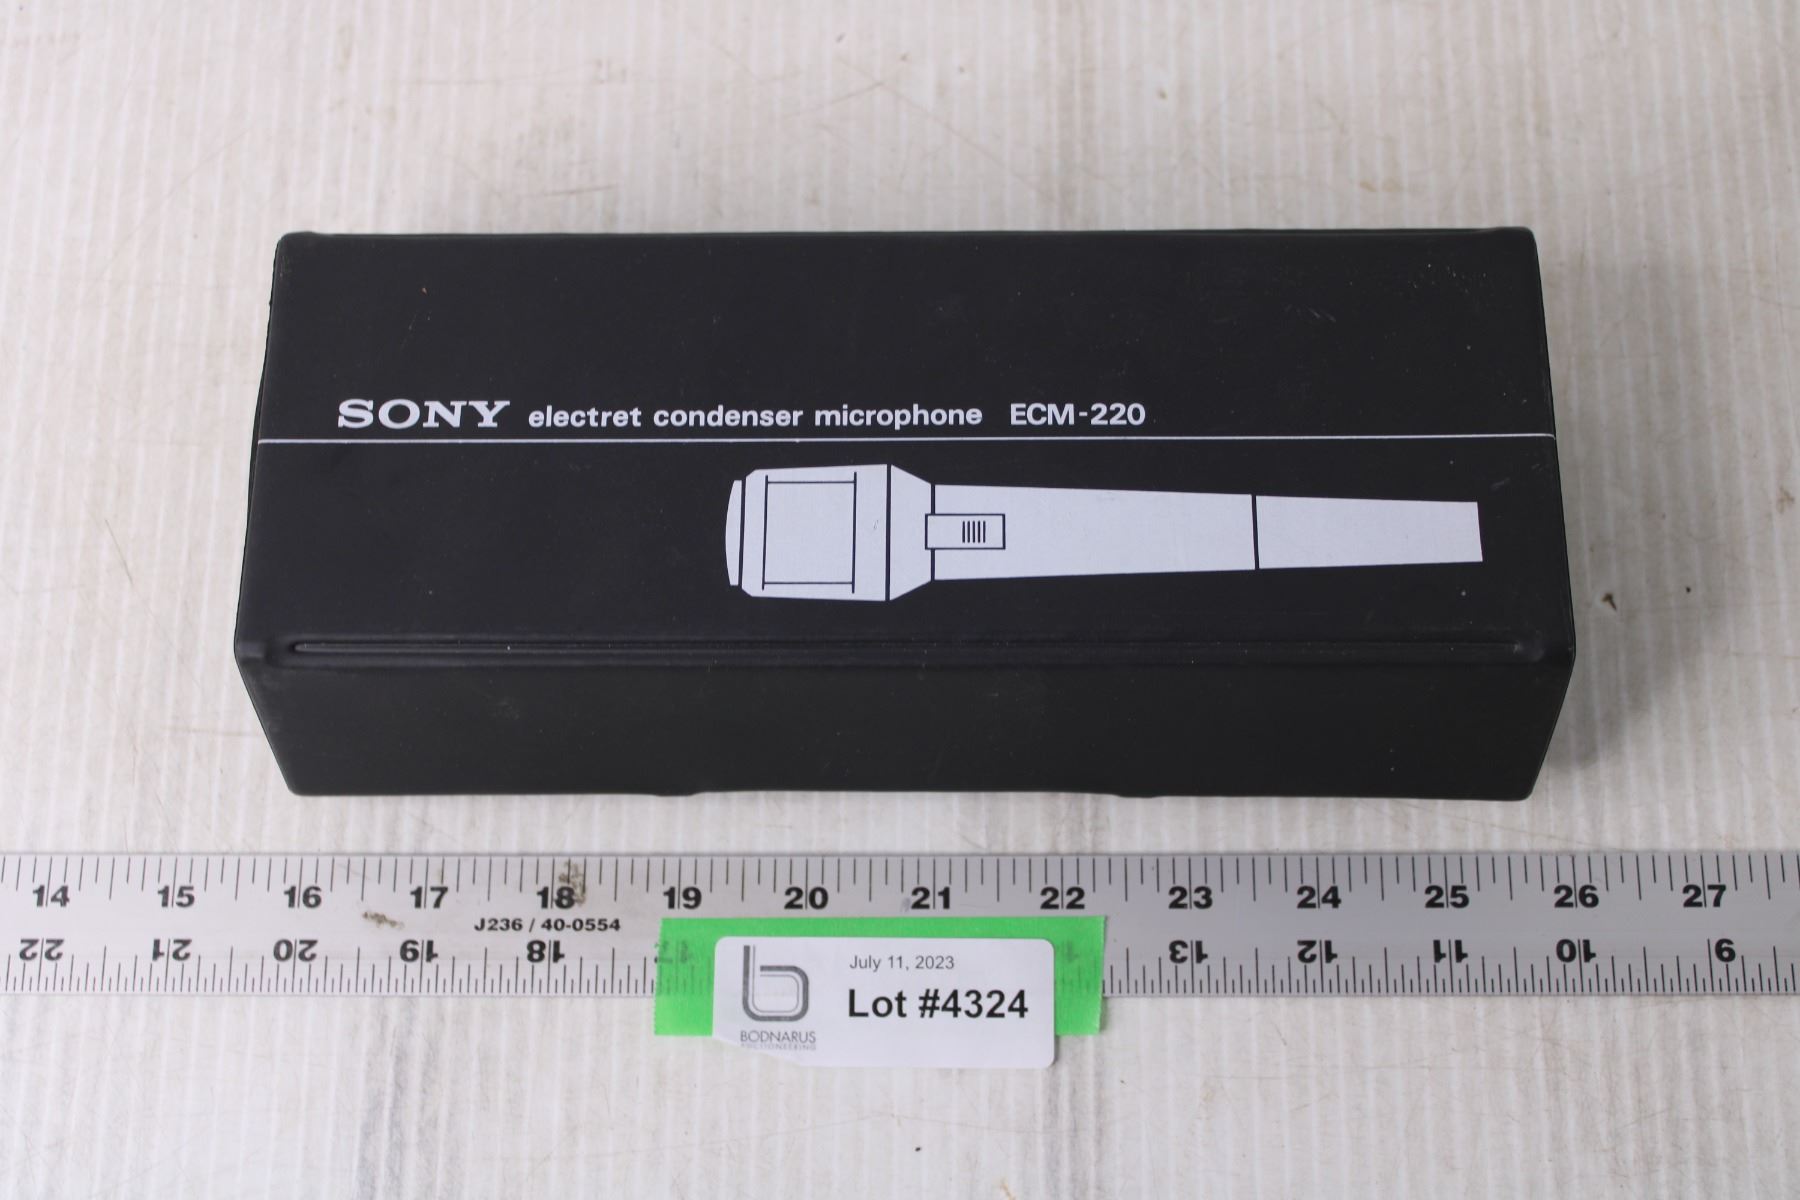 SONY electret condenser microphone ECM-220
14 15 16 17 18 19 20 21 22 23 24 25 26 27
J236 / 40-0554
22 21 20 19 18 17 13 12 11 10 9
July 11, 2023
Lot #4324
BODNARUS
AUCTIONEERING